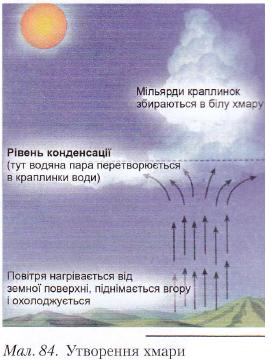 Мільярди краплинок
збираються в білу хмару
Рівень конденсації
(тут водяна пара перетворюється
в краплинки води)
Повітря нагрівається від
земної поверхні, піднімається вгору
і охолоджується
Мал. 84. Утворення хмари